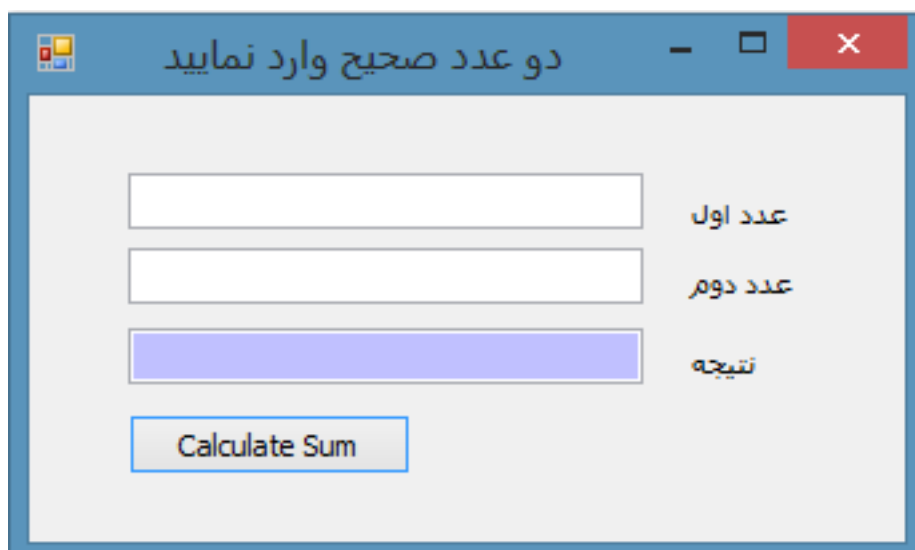 دو عدد صحیح وارد نمایید
عدد اول
عدد دوم
نتیجه
Calculate Sum